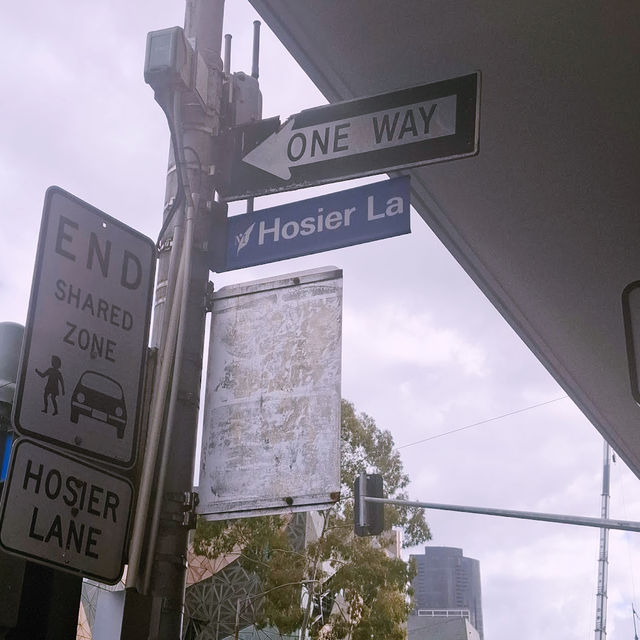 ONE WAY
Hosier La
END
SHARED
ZONE
HOSIER
LANE